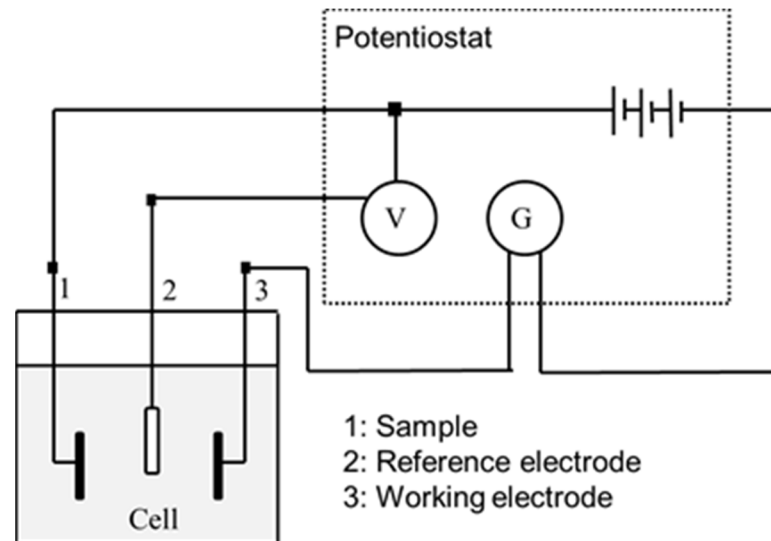 Potentiostat
V
G
1
2
3
1: Sample
2: Reference electrode
3: Working electrode
Cell